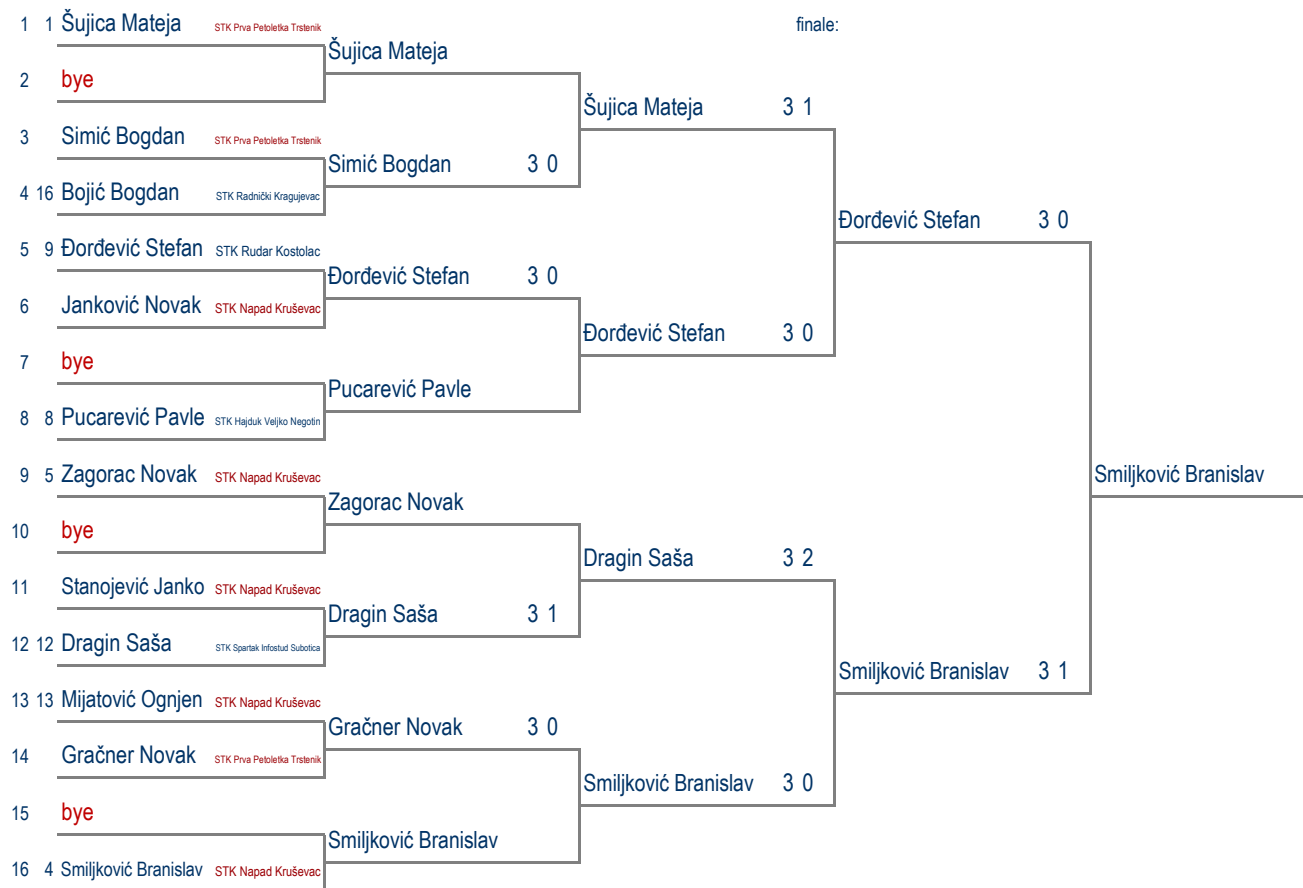 1 1 Šujica Mateja STK Prva Petoletka Trstenik finale:
Šujica Mateja
2 bye
Šujica Mateja 3 1
3 Simić Bogdan STK Prva Petoletka Trstenik
Simić Bogdan 3 0
4 16 Bojić Bogdan STK Radnički Kragujevac
Đorđević Stefan 3 0
5 9 Đorđević Stefan STK Rudar Kostolac
Đorđević Stefan 3 0
6 Janković Novak STK Napad Kruševac
Đorđević Stefan 3 0
7 bye
Pucarević Pavle
8 8 Pucarević Pavle STK Hajduk Veljko Negotin
9 5 Zagorac Novak STK Napad Kruševac Smiljković Branislav
Zagorac Novak
10 bye
Dragin Saša 3 2
11 Stanojević Janko STK Napad Kruševac
Dragin Saša 3 1
12 12 Dragin Saša STK Spartak Infostud Subotica
Smiljković Branislav 3 1
13 13 Mijatović Ognjen STK Napad Kruševac
Gračner Novak 3 0
14 Gračner Novak STK Prva Petoletka Trstenik
Smiljković Branislav 3 0
15 bye
Smiljković Branislav
16 4 Smiljković Branislav STK Napad Kruševac